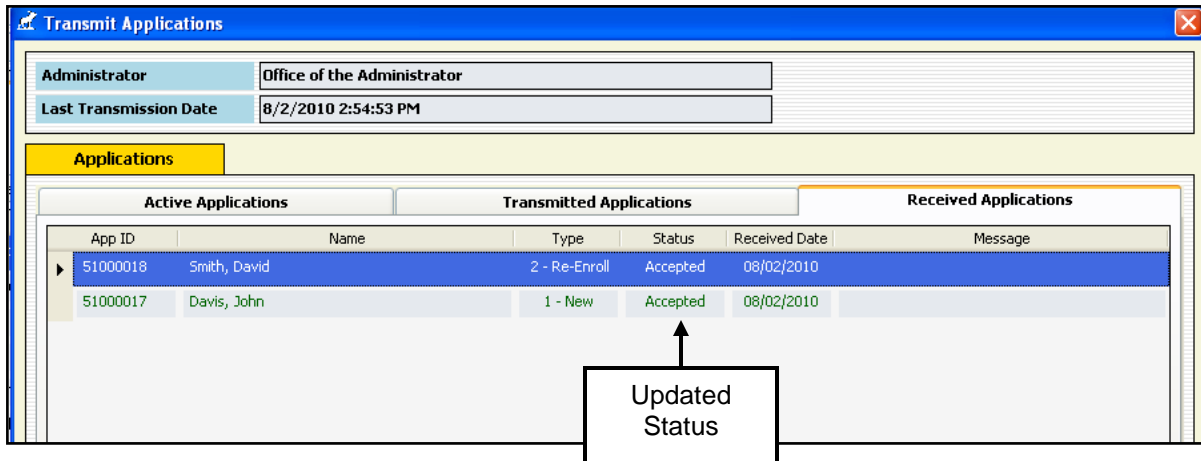 Transmit Applications
Administrator Office of the Administrator
Last Transmission Date 8/2/2010 2:54:53 PM
Applications
Active Applications Transmitted Applications Received Applications
App ID Name Type Status Received Date Message
51000018 Smith, David 2 - Re-Enroll Accepted 08/02/2010
51000017 Davis, John 1 - New Accepted 08/02/2010
Updated
Status